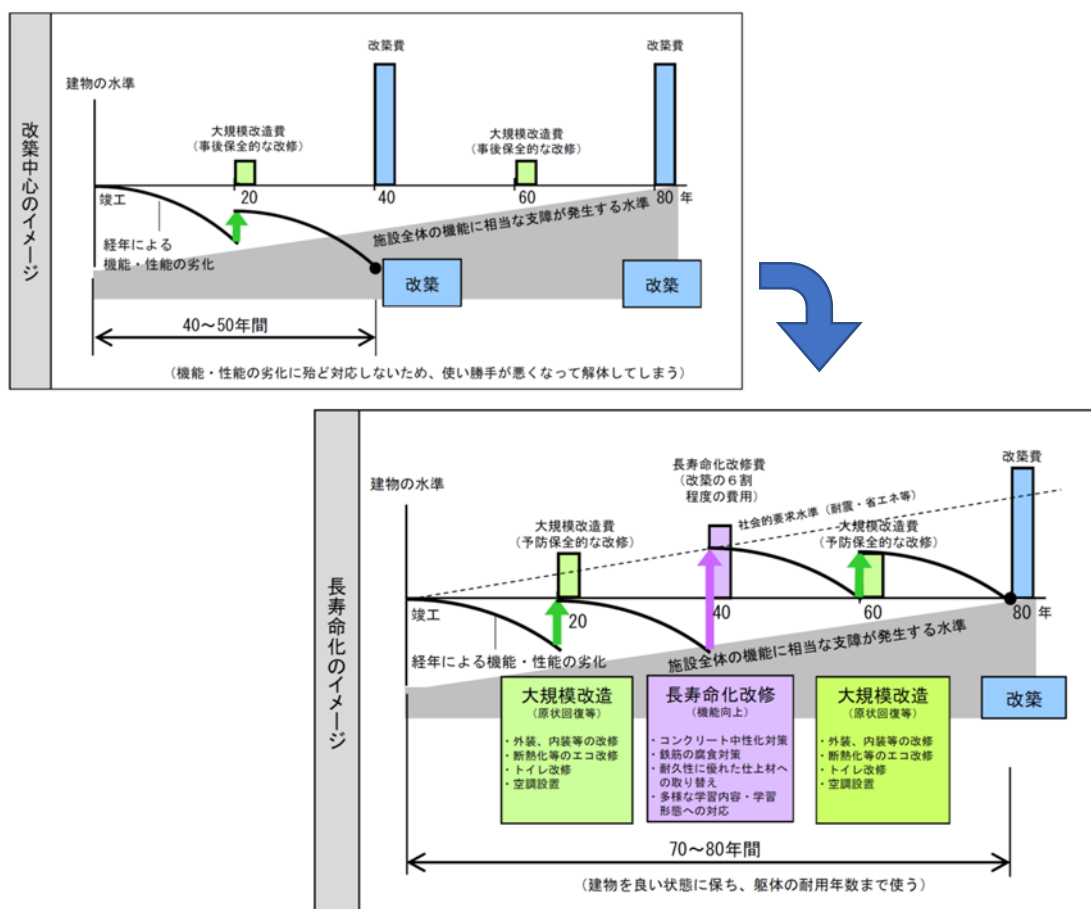 改築中心のイメージ
改築費
改築費
建物の水準
大規模改造費
(事後保全的な改修)
大規模改造費
(事後保全的な改修)
竣工
20
40
60
80 年
経年による
機能・性能の劣化
施設全体の機能に相当な支障が発生する水準
改築
改築
40~50年間
(機能・性能の劣化に殆ど対応しないため、使い勝手が悪くなって解体してしまう)
長寿命化のイメージ
建物の水準
長寿命化改修費
(改築の6割
程度の費用)
改築費
社会的要求水準(耐震・省エネ等)
大規模改造費
(予防保全的な改修)
大規模改造費
(予防保全的な改修)
竣工
20
40
60
80 年
経年による機能・性能の劣化
施設全体の機能に相当な支障が発生する水準
大規模改造
(原状回復等)
・外装、内装等の改修
・断熱化等のエコ改修
・トイレ改修
・空調設置
長寿命化改修
(機能向上)
・コンクリート中性化対策
・鉄筋の腐食対策
・耐久性に優れた仕上材へ
の取り替え
・多様な学習内容・学習
形態への対応
大規模改造
(原状回復等)
・外装、内装等の改修
・断熱化等のエコ改修
・トイレ改修
・空調設置
改築
70~80年間
(建物を良い状態に保ち、躯体の耐用年数まで使う)